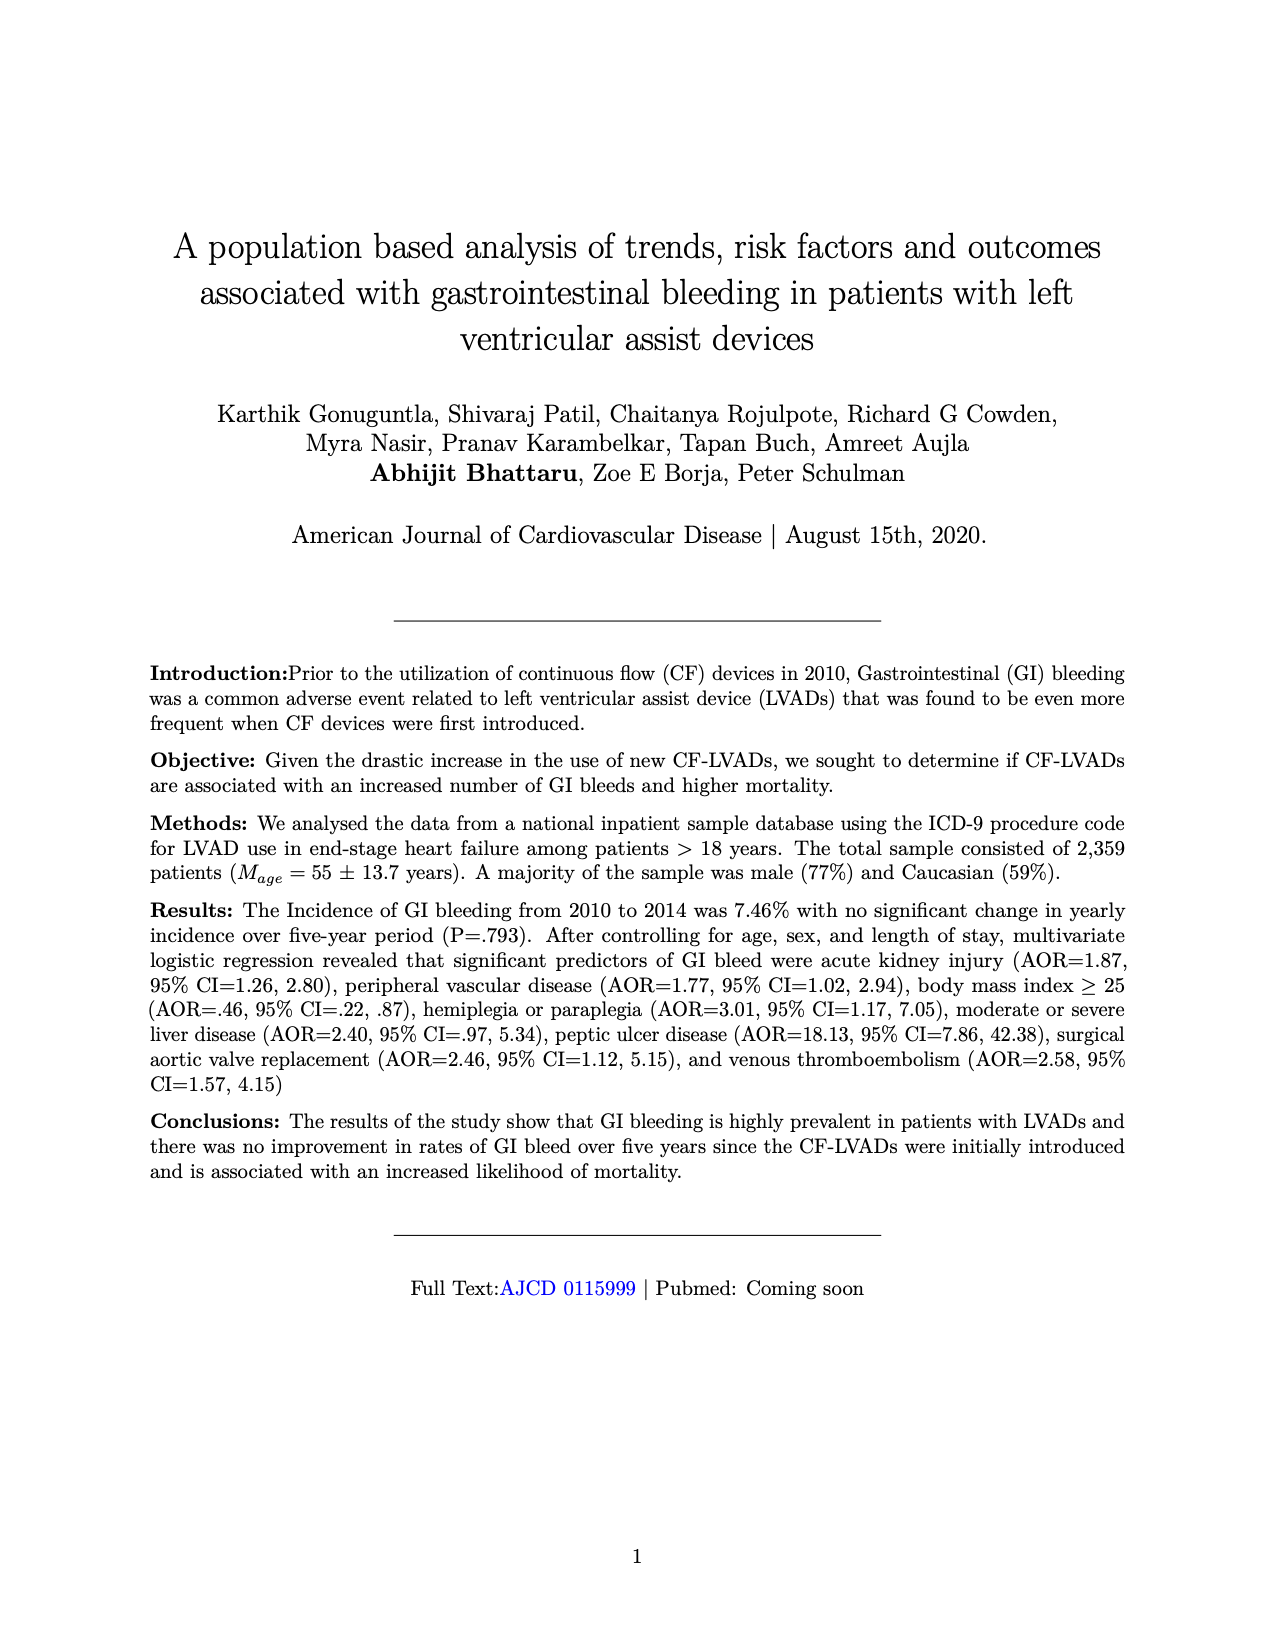 A population based analysis of trends, risk factors and outcomes
associated with gastrointestinal bleeding in patients with left
ventricular assist devices
Karthik Gonuguntla, Shivaraj Patil, Chaitanya Rojulpote, Richard G Cowden,
Myra Nasir, Pranav Karambelkar, Tapan Buch, Amreet Aujla
Abhijit Bhattaru, Zoe E Borja, Peter Schulman
American Journal of Cardiovascular Disease | August 15th, 2020.
Introduction:Prior to the utilization of continuous flow (CF) devices in 2010, Gastrointestinal (GI) bleeding
was a common adverse event related to left ventricular assist device (LVADs) that was found to be even more
frequent when CF devices were first introduced.
Objective: Given the drastic increase in the use of new CF-LVADs, we sought to determine if CF-LVADs
are associated with an increased number of GI bleeds and higher mortality.
Methods: We analysed the data from a national inpatient sample database using the ICD-9 procedure code
for LVAD use in end-stage heart failure among patients > 18 years. The total sample consisted of 2,359
patients (Mage = 55 ± 13.7 years). A majority of the sample was male (77%) and Caucasian (59%).
Results: The Incidence of GI bleeding from 2010 to 2014 was 7.46% with no significant change in yearly
incidence over five-year period (P=.793). After controlling for age, sex, and length of stay, multivariate
logistic regression revealed that significant predictors of GI bleed were acute kidney injury (AOR=1.87,
95% CI=1.26, 2.80), peripheral vascular disease (AOR=1.77, 95% CI=1.02, 2.94), body mass index ≥ 25
(AOR=.46, 95% CI=.22, .87), hemiplegia or paraplegia (AOR=3.01, 95% CI=1.17, 7.05), moderate or severe
liver disease (AOR=2.40, 95% CI=.97, 5.34), peptic ulcer disease (AOR=18.13, 95% CI=7.86, 42.38), surgical
aortic valve replacement (AOR=2.46, 95% CI=1.12, 5.15), and venous thromboembolism (AOR=2.58, 95%
CI=1.57, 4.15)
Conclusions: The results of the study show that GI bleeding is highly prevalent in patients with LVADs and
there was no improvement in rates of GI bleed over five years since the CF-LVADs were initially introduced
and is associated with an increased likelihood of mortality.
Full Text:AJCD 0115999 | Pubmed: Coming soon
1